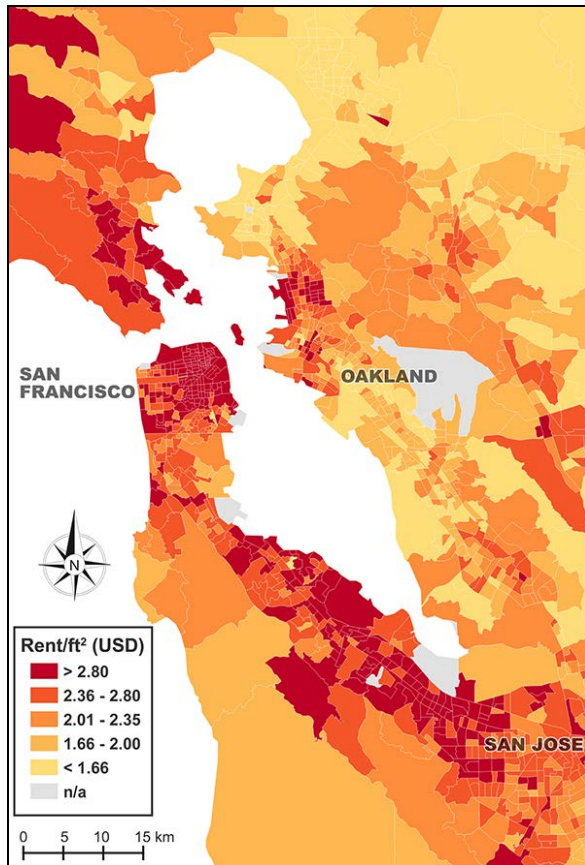 SAN
FRANCISCO
OAKLAND
N
Rent/ft² (USD)
> 2.80
2.36 - 2.80
2.01 - 2.35
1.66 - 2.00
< 1.66
n/a
SAN JOSE
0 5 10 15 km